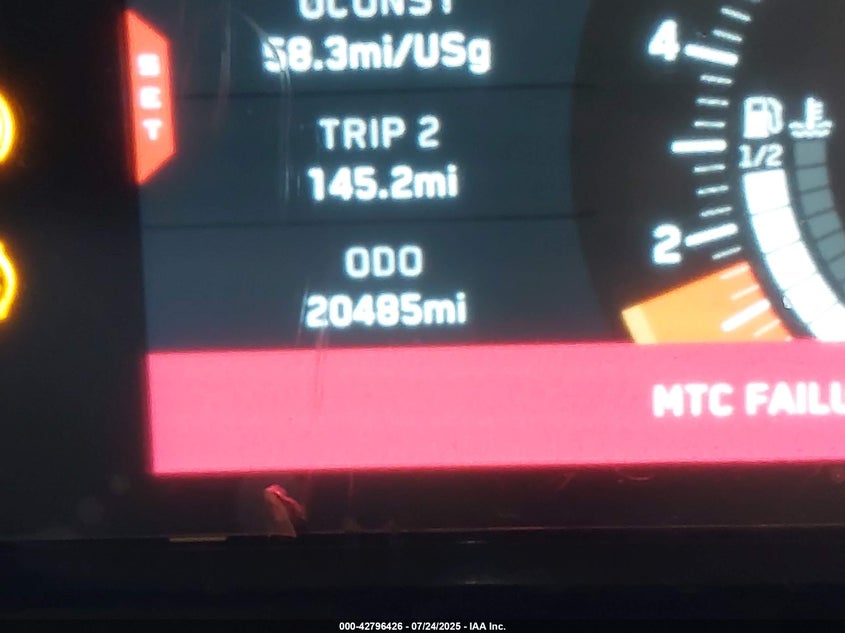 58.3mi/USg
SET
TRIP 2
145.2mi
ODO
20485mi
4
2
1/2
MTC FAILU
000-42796426 - 07/24/2025 - IAA Inc.